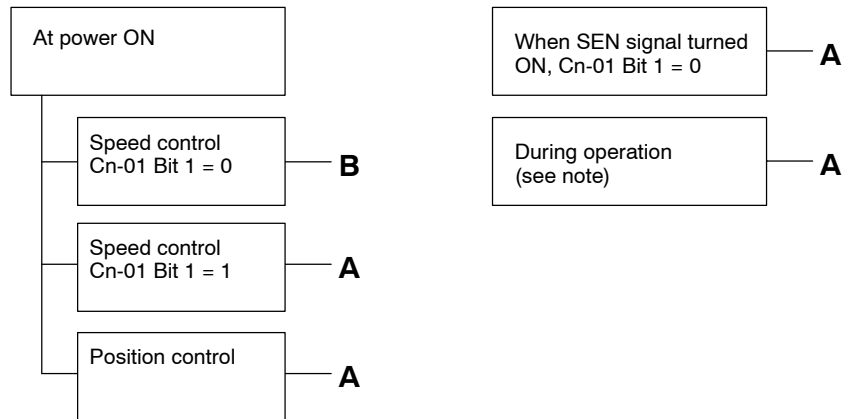 At power ON
Speed control
Cn-01 Bit 1 = 0
B
Speed control
Cn-01 Bit 1 = 1
A
Position control
A
When SEN signal turned
ON, Cn-01 Bit 1 = 0
A
During operation
(see note)
A